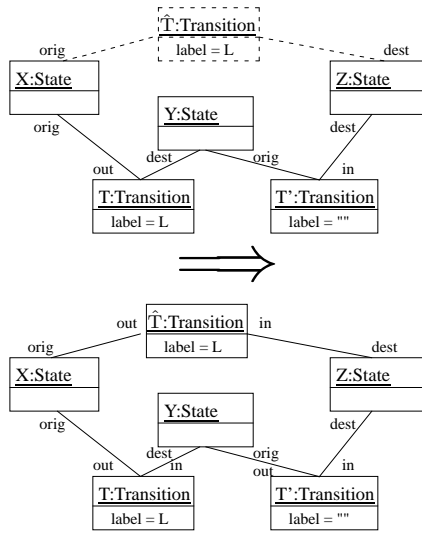 T̂:Transition
label = L
orig
dest
X:State
Z:State
Y:State
orig
dest
out
dest
orig
in
T:Transition
label = L
T':Transition
label = ""
out
T̂:Transition
in
label = L
orig
dest
X:State
Z:State
Y:State
orig
dest
dest
orig
out
in
out
in
T:Transition
label = L
T':Transition
label = ""